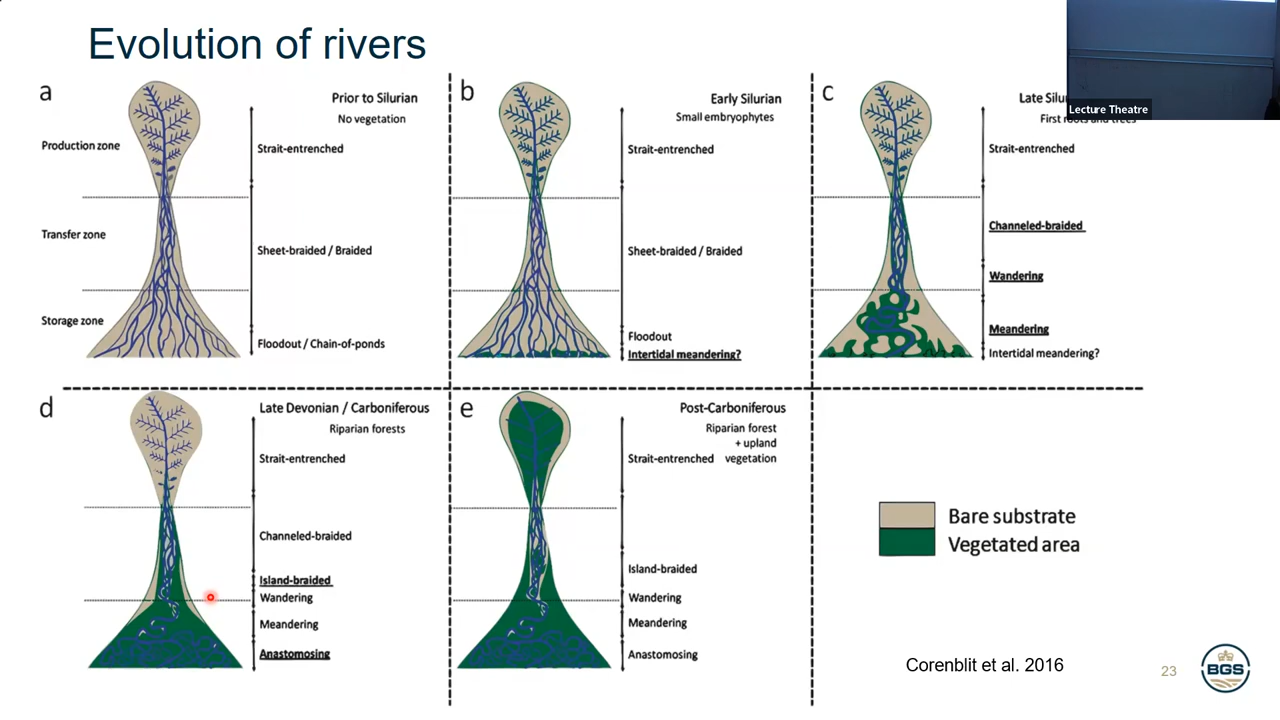 Evolution of rivers
Lecture Theatre
a
Prior to Silurian
No vegetation
Production zone
Strait-entrenched
Transfer zone
Sheet-braided / Braided
Storage zone
Floodout / Chain-of-ponds
b
Early Silurian
Small embryophytes
Strait-entrenched
Sheet-braided / Braided
Floodout
Intertidal meandering?
c
Late
First
trees
Strait-entrenched
Channeled-braided
Wandering
Meandering
Intertidal meandering?
d
Late Devonian / Carboniferous
Riparian forests
Strait-entrenched
Channeled-braided
Island-braided
Wandering
Meandering
Anastomosing
e
Post-Carboniferous
Riparian forest
+ upland
Strait-entrenched vegetation
Island-braided
Wandering
Meandering
Anastomosing
Bare substrate
Vegetated area
Corenblit et al. 2016
23
BGS